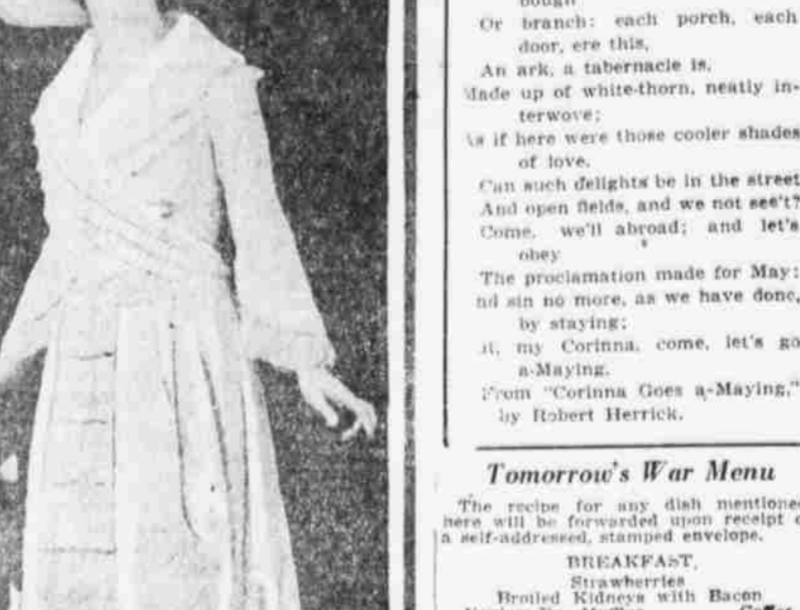 bough
Or branch: each porch, each
door, ere this,
An ark, a tabernacle is,
Made up of white-thorn, neatly in-
terwove;
As if here were those cooler shades
of love.
Can such delights be in the street
And open fields, and we not see't?
Come, we'll abroad; and let's
obey
The proclamation made for May:
nd sin no more, as we have done,
by staying;
ut, my Corinna, come, let's go
a-Maying.
From "Corinna Goes a-Maying,"
by Robert Herrick.
Tomorrow's War Menu
The recipe for any dish mentioned
here will be forwarded upon receipt o
a self-addressed, stamped envelope.
BREAKFAST.
Strawberries
Broiled Kidneys with Bacon
Coffee